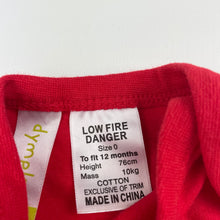 dympl
LOW FIRE
DANGER
Size 0
To fit 12 months
Height 76cm
Mass 10kg
COTTON
EXCLUSIVE OF TRIM
MADE IN CHINA